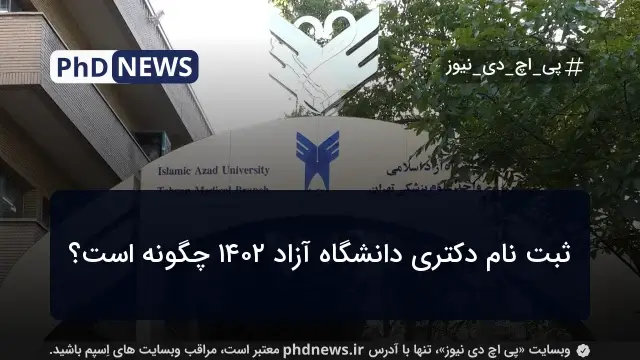 PhD NEWS
#پی_اچ_دی_نیوز
Islamic Azad University
Tehran Medical Branch
ثبت نام دکتری دانشگاه آزاد ۱۴۰۲ چگونه است؟
وبسایت «پی اچ دی نیوز»، تنها با آدرس phdnews.ir معتبر است، مراقب وبسایت های اِسپم باشید.